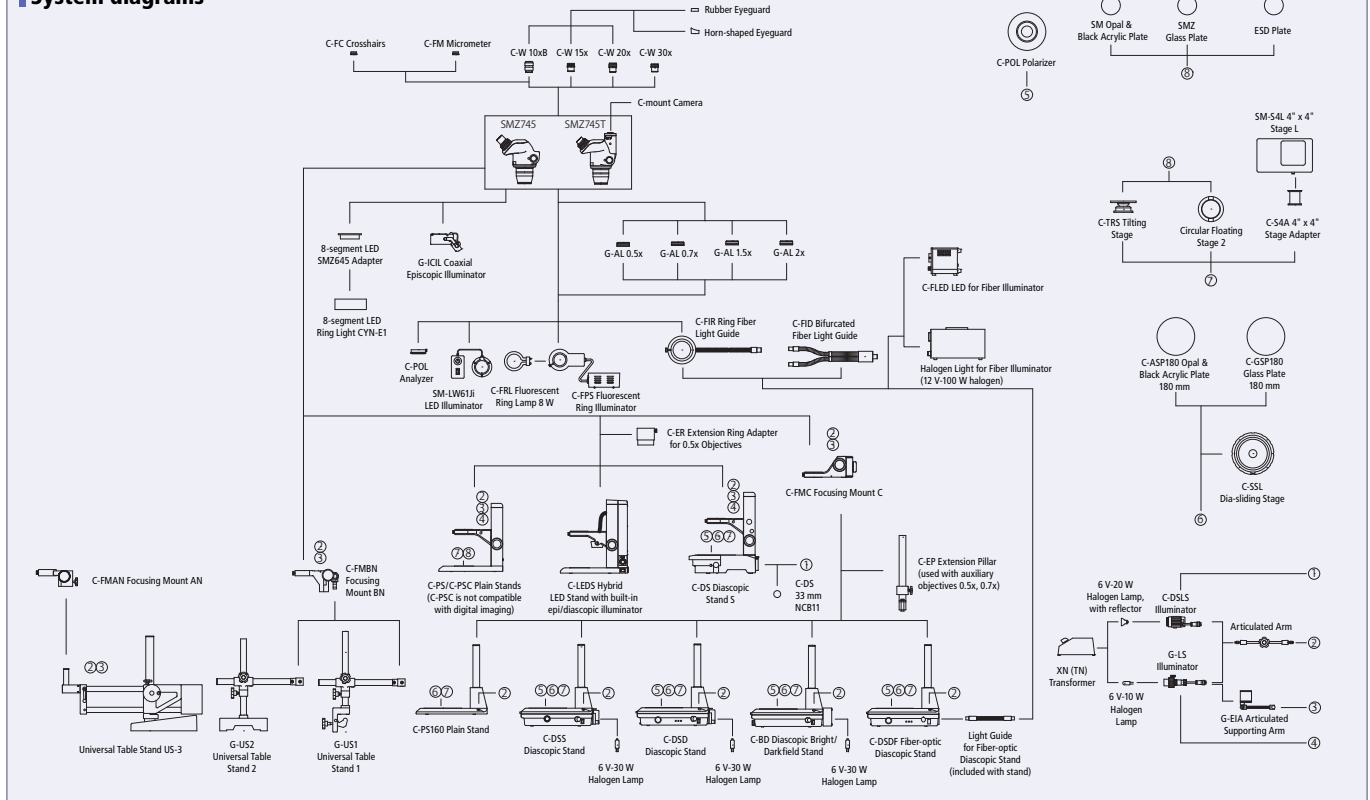 System diagrams
Rubber Eyeguard
Horn-shaped Eyeguard
C-FC Crosshairs
C-FM Micrometer
C-W 10xB
C-W 15x
C-W 20x
C-W 30x
C-mount Camera
SMZ745
SMZ745T
C-POL Polarizer
⑤
SM Opal &
Black Acrylic Plate
SMZ
Glass Plate
ESD Plate
⑧
SM-S4L 4" x 4"
Stage L
⑧
C-TRS Tilting
Stage
Circular Floating
Stage 2
C-S4A 4" x 4"
Stage Adapter
⑦
8-segment LED
SMZ645 Adapter
G-ICIL Coaxial
Episcopic Illuminator
8-segment LED
Ring Light CYN-E1
G-AL 0.5x
G-AL 0.7x
G-AL 1.5x
G-AL 2x
C-FLED LED for Fiber Illuminator
C-FIR Ring Fiber
Light Guide
C-FID Bifurcated
Fiber Light Guide
Halogen Light for Fiber Illuminator
(12 V-100 W halogen)
C-POL
Analyzer
SM-LW61Ji
LED Illuminator
C-FRL Fluorescent
Ring Lamp 8 W
C-FPS Fluorescent
Ring Illuminator
C-ASP180 Opal &
Black Acrylic Plate
180 mm
C-GSP180
Glass Plate
180 mm
C-SSL
Dia-sliding Stage
⑥
C-ER Extension Ring Adapter
for 0.5x Objectives
②
③
C-FMC Focusing Mount C
②
③
④
⑦⑧
C-PS/C-PSC Plain Stands
(C-PSC is not compatible
with digital imaging)
C-LEDS Hybrid
LED Stand with built-in
epi/diascopic illuminator
②
③
④
⑤⑥⑦
C-DS Diascopic
Stand S
①
C-DS
33 mm
NCB11
C-EP Extension Pillar
(used with auxiliary
objectives 0.5x, 0.7x)
C-FMAN Focusing Mount AN
②
③
C-FMBN
Focusing
Mount BN
②③
Universal Table Stand US-3
G-US2
Universal Table
Stand 2
G-US1
Universal Table
Stand 1
⑥⑦
②
C-PS160 Plain Stand
⑤⑥⑦
②
C-DSS
Diascopic Stand
6 V-30 W
Halogen Lamp
⑤⑥⑦
②
C-DSD
Diascopic Stand
6 V-30 W
Halogen Lamp
⑤⑥⑦
②
C-BD Diascopic Bright/
Darkfield Stand
6 V-30 W
Halogen Lamp
⑤⑥⑦
②
C-DSDF Fiber-optic
Diascopic Stand
Light Guide
for Fiber-optic
Diascopic Stand
(included with stand)
6 V-20 W
Halogen Lamp,
with reflector
C-DSLS
Illuminator
①
Articulated Arm
②
XN (TN)
Transformer
G-LS
Illuminator
6 V-10 W
Halogen
Lamp
③
G-EIA Articulated
Supporting Arm
④